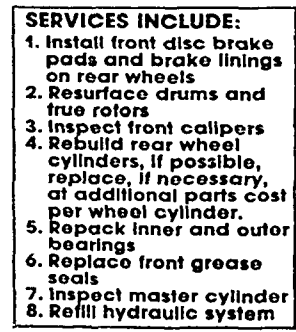 SERVICES INCLUDE:
1. Install front disc brake
pads and brake linings
on rear wheels
2. Resurface drums and
true rotors
3. Inspect front calipers
4. Rebuild rear wheel
cylinders, if possible,
replace, if necessary,
at additional parts cost
per wheel cylinder.
5. Repack inner and outer
bearings
6. Replace front grease
seals
7. Inspect master cylinder
8. Refill hydraulic system